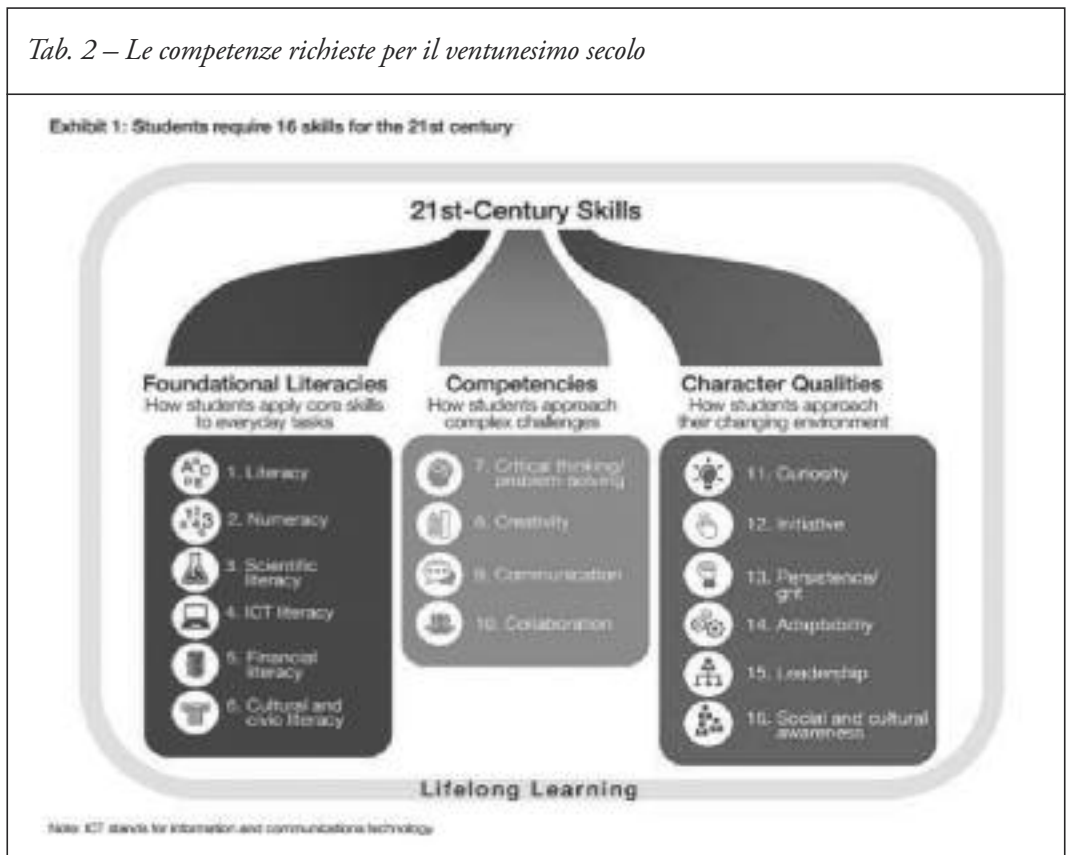 Tab. 2 – Le competenze richieste per il ventunesimo secolo
Exhibit 1: Students require 16 skills for the 21st century
21st-Century Skills
Foundational Literacies
How students apply core skills
to everyday tasks
1. Literacy
2. Numeracy
3. Scientific
literacy
4. ICT literacy
5. Financial
literacy
6. Cultural and
civic literacy
Competencies
How students approach
complex challenges
7. Critical thinking/
problem-solving
8. Creativity
9. Communication
10. Collaboration
Character Qualities
How students approach
their changing environment
11. Curiosity
12. Initiative
13. Persistence/
grit
14. Adaptability
15. Leadership
16. Social and cultural
awareness
Lifelong Learning
Note: ICT stands for information and communications technology